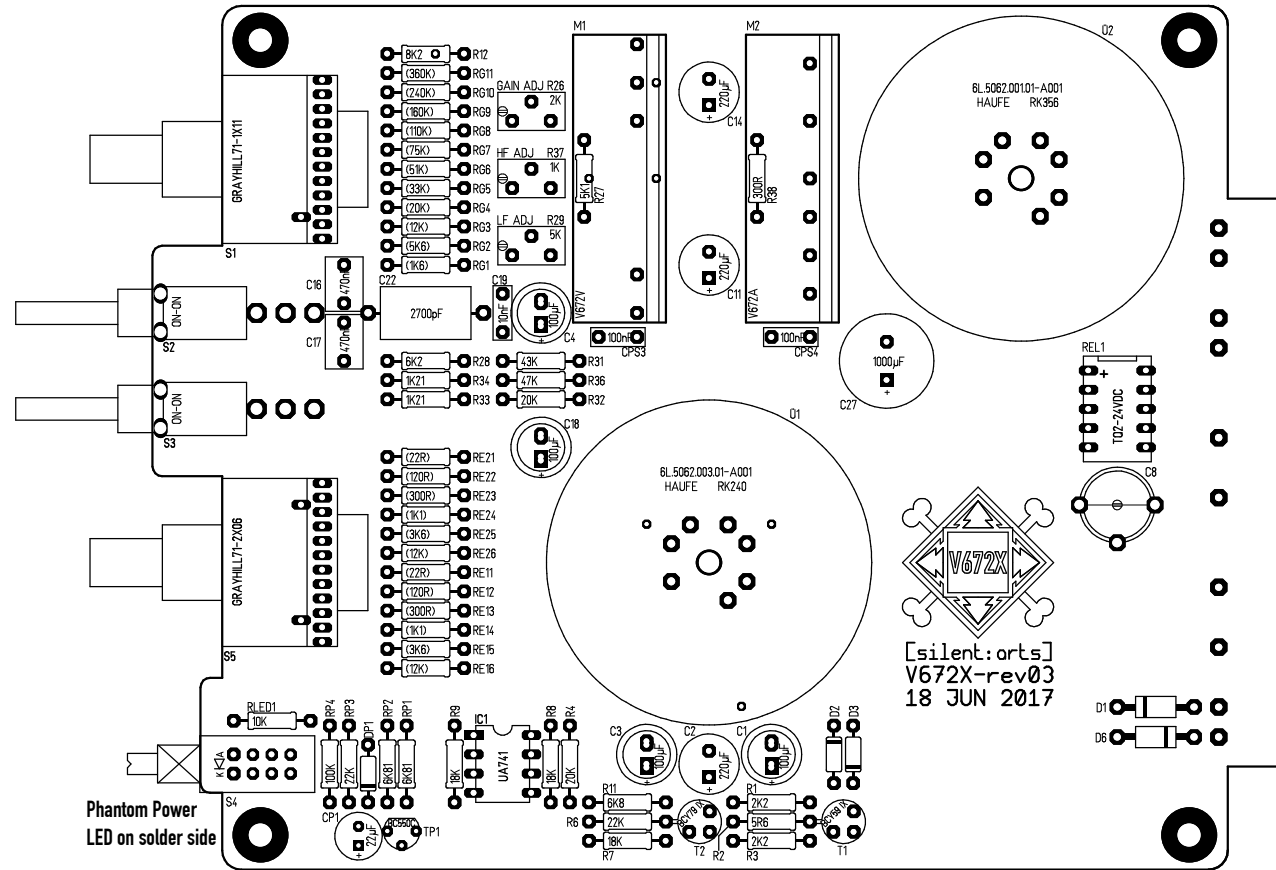 M1
M2
O2
8K2 R12
(360K) RG11
(240K) RG10
(160K) RG9
(110K) RG8
(75K) RG7
(51K) RG6
(33K) RG5
(20K) RG4
(12K) RG3
(5K6) RG2
(1K6) RG1
GAIN ADJ R26
2K
HF ADJ R37
1K
LF ADJ R29
5K
GRAYHILL71-1X11
S1
5K1
R27
V672V
300R
R38
V672A
220µF
+
C14
220µF
+
C11
6L.5062.001.01-A001
HAUFE RK356
ON-ON
S2
C16
470nF
C17
470nF
C22
2700pF
C19
10nF
100µF
+
C4
100nF
CPS3
100nF
CPS4
1000µF
+
C27
REL1
+
TQ2-24VDC
C8
ON-ON
S3
6K2 R28
1K21 R34
1K21 R33
43K R31
47K R36
20K R32
C18
100µF
+
O1
6L.5062.003.01-A001
HAUFE RK240
(22R) RE21
(120R) RE22
(300R) RE23
(1K1) RE24
(3K6) RE25
(12K) RE26
(22R) RE11
(120R) RE12
(300R) RE13
(1K1) RE14
(3K6) RE15
(12K) RE16
GRAYHILL71-2X06
S5
V672X
[silent:arts]
V672X-rev03
18 JUN 2017
D1
D6
RLED1
10K
K A
S4
Phantom Power
LED on solder side
RP4
100K
RP3
22K
DP1
RP2
6K81
RP1
6K81
CP1
22µF
+
BC550C
TP1
R9
18K
IC1
UA741
R8
18K
R4
20K
C3
100µF
+
C2
220µF
+
C1
100µF
+
D2
D3
R11
6K8
R6
22K
18K
R7
BCY79 IX
T2
R1
2K2
5R6
R2
2K2
R3
BCY59 IX
T1